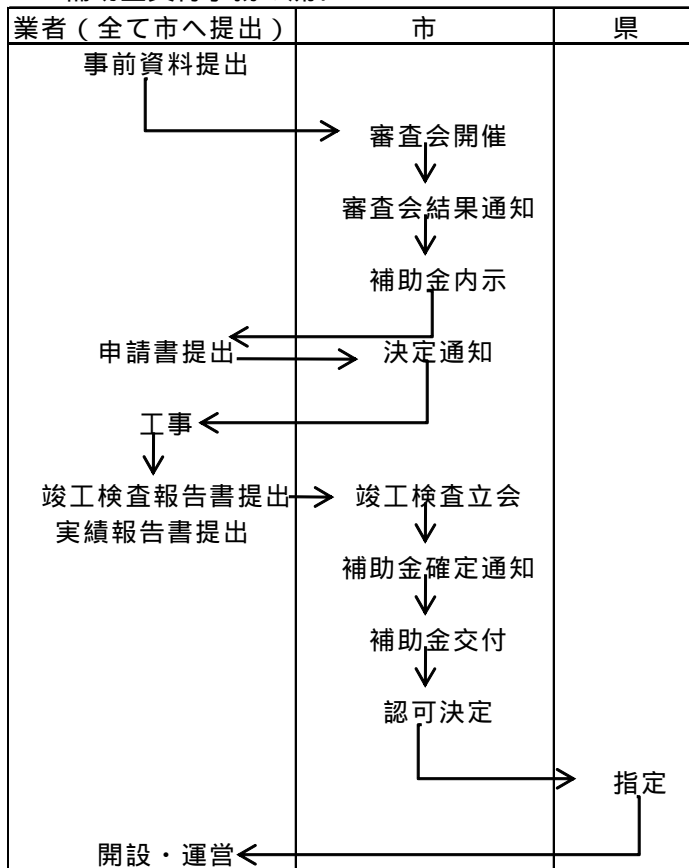 業者（全て市へ提出） 市 県
事前資料提出
審査会開催
審査会結果通知
補助金内示
申請書提出 決定通知
工事
竣工検査報告書提出 竣工検査立会
実績報告書提出
補助金確定通知
補助金交付
認可決定
指定
開設・運営